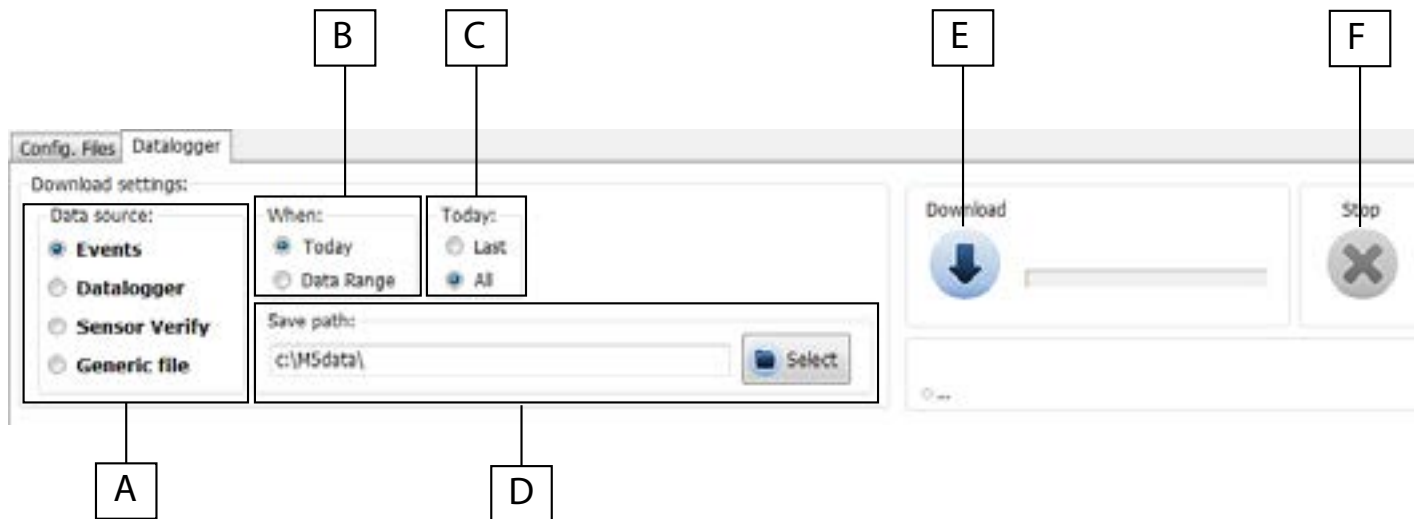 B
C
E
F
Config. Files
Datalogger
Download settings:
Data source:
Events
Datalogger
Sensor Verify
Generic file
When:
Today
Data Range
Today:
Last
All
Save path:
c:\MSdata\
Select
Download
Stop
...
A
D